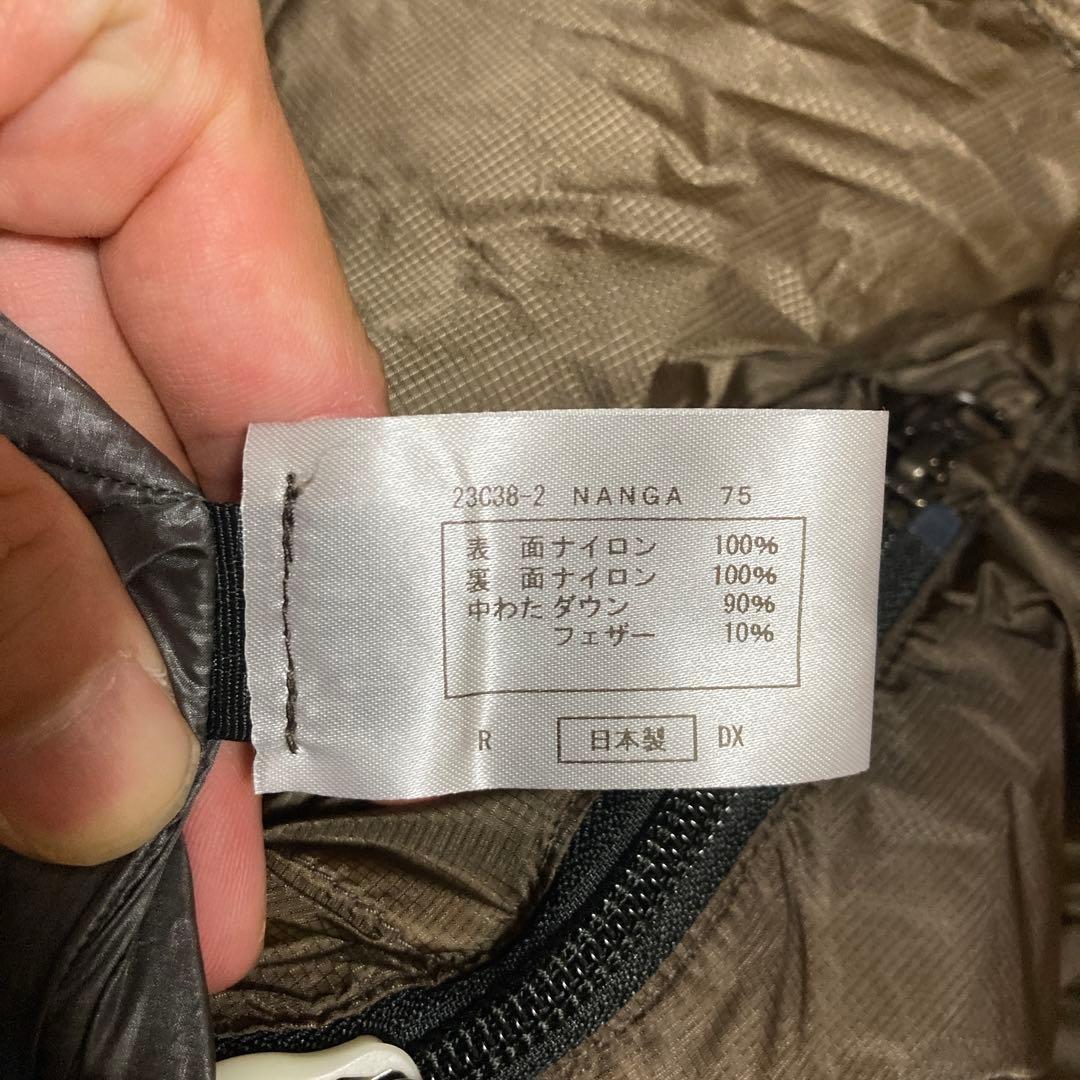 23C38-2 NANGA 75
表 面ナイロン 100%
裏 面ナイロン 100%
中わた ダウン 90%
フェザー 10%
R 日本製 DX